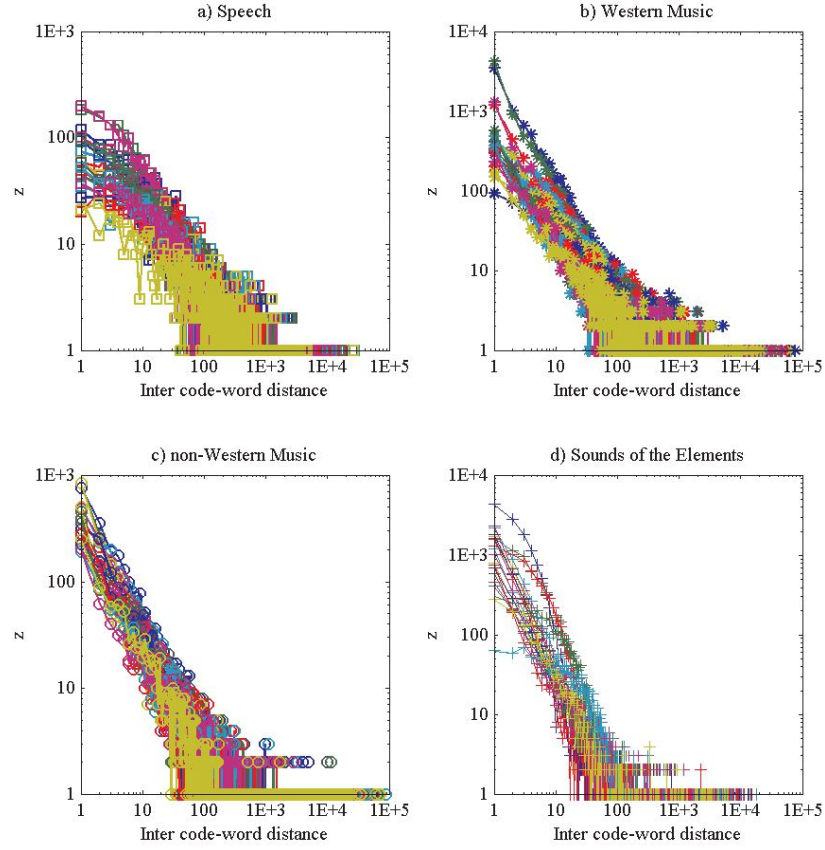 a) Speech
1E+3
100
10
1
z
1 10 100 1E+3 1E+4 1E+5
Inter code-word distance
b) Western Music
1E+4
1E+3
100
10
1
z
1 10 100 1E+3 1E+4 1E+5
Inter code-word distance
c) non-Western Music
1E+3
100
10
1
z
1 10 100 1E+3 1E+4 1E+5
Inter code-word distance
d) Sounds of the Elements
1E+4
1E+3
100
10
1
z
1 10 100 1E+3 1E+4 1E+5
Inter code-word distance